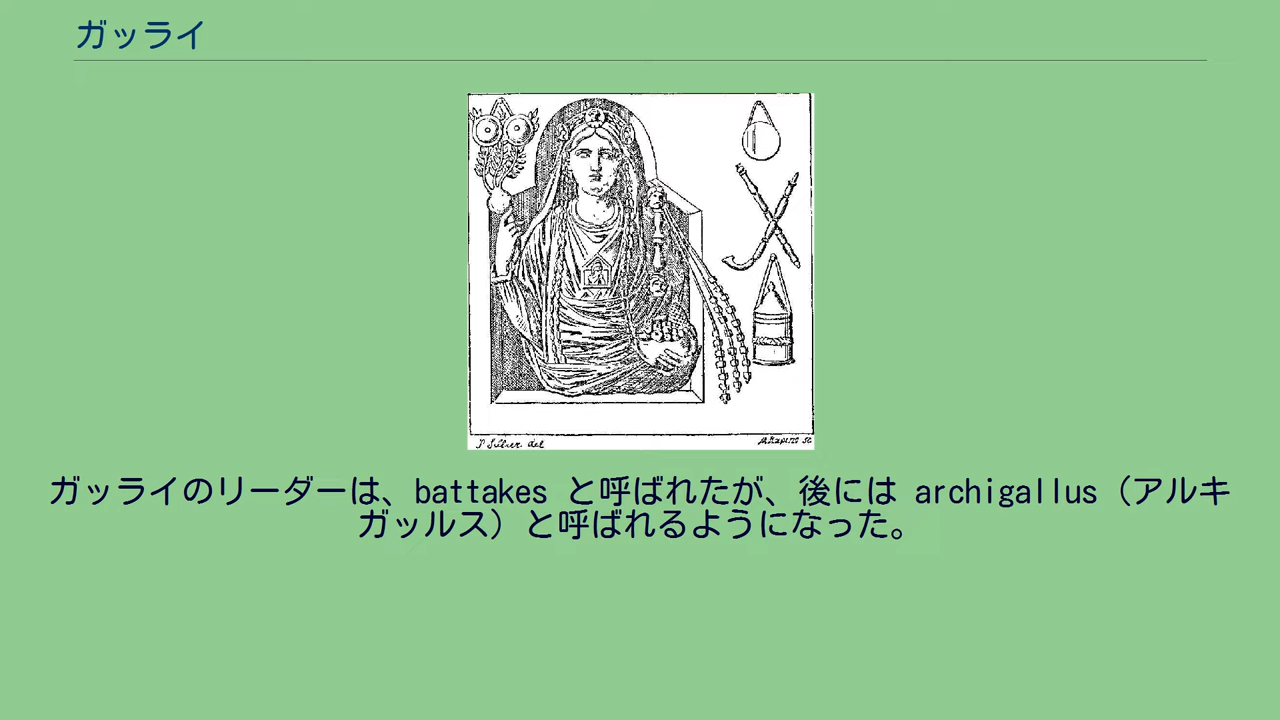 ガッライ
ガッライのリーダーは、battakes と呼ばれたが、後には archigallus（アルキ
ガッルス）と呼ばれるようになった。